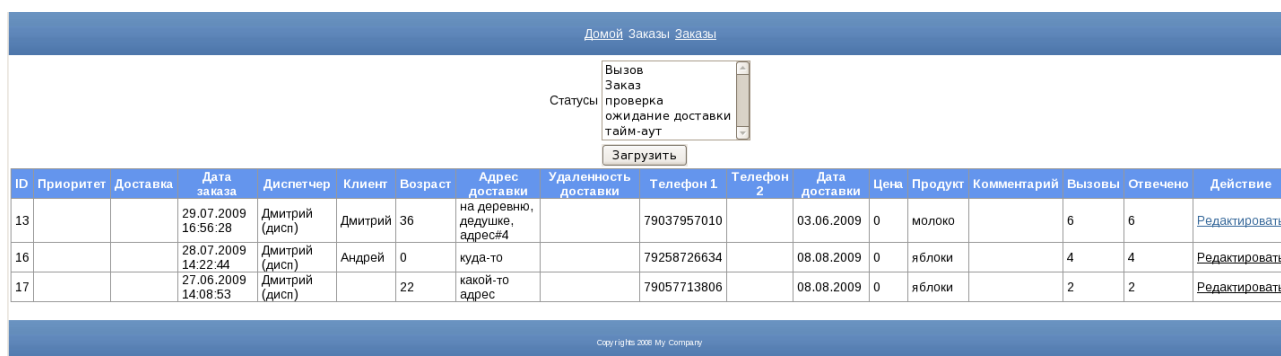 Домой Заказы Заказы
Вызов
Заказ
Статусы проверка
ожидание доставки
тайм-аут
Загрузить
ID Приоритет Доставка Дата заказа Диспетчер Клиент Возраст Адрес доставки Удаленность доставки Телефон 1 Телефон 2 Дата доставки Цена Продукт Комментарий Вызовы Отвечено Действие
13 29.07.2009 16:56:28 Дмитрий (дисп) Дмитрий 36 на деревню, дедушке, адрес#4 79037957010 03.06.2009 0 молоко 6 6 Редактировать
16 28.07.2009 14:22:44 Дмитрий (дисп) Андрей 0 куда-то 79258726634 08.08.2009 0 яблоки 4 4 Редактировать
17 27.06.2009 14:08:53 Дмитрий (дисп) 22 какой-то адрес 79057713806 08.08.2009 0 яблоки 2 2 Редактировать
Copyrights 2008 My Company